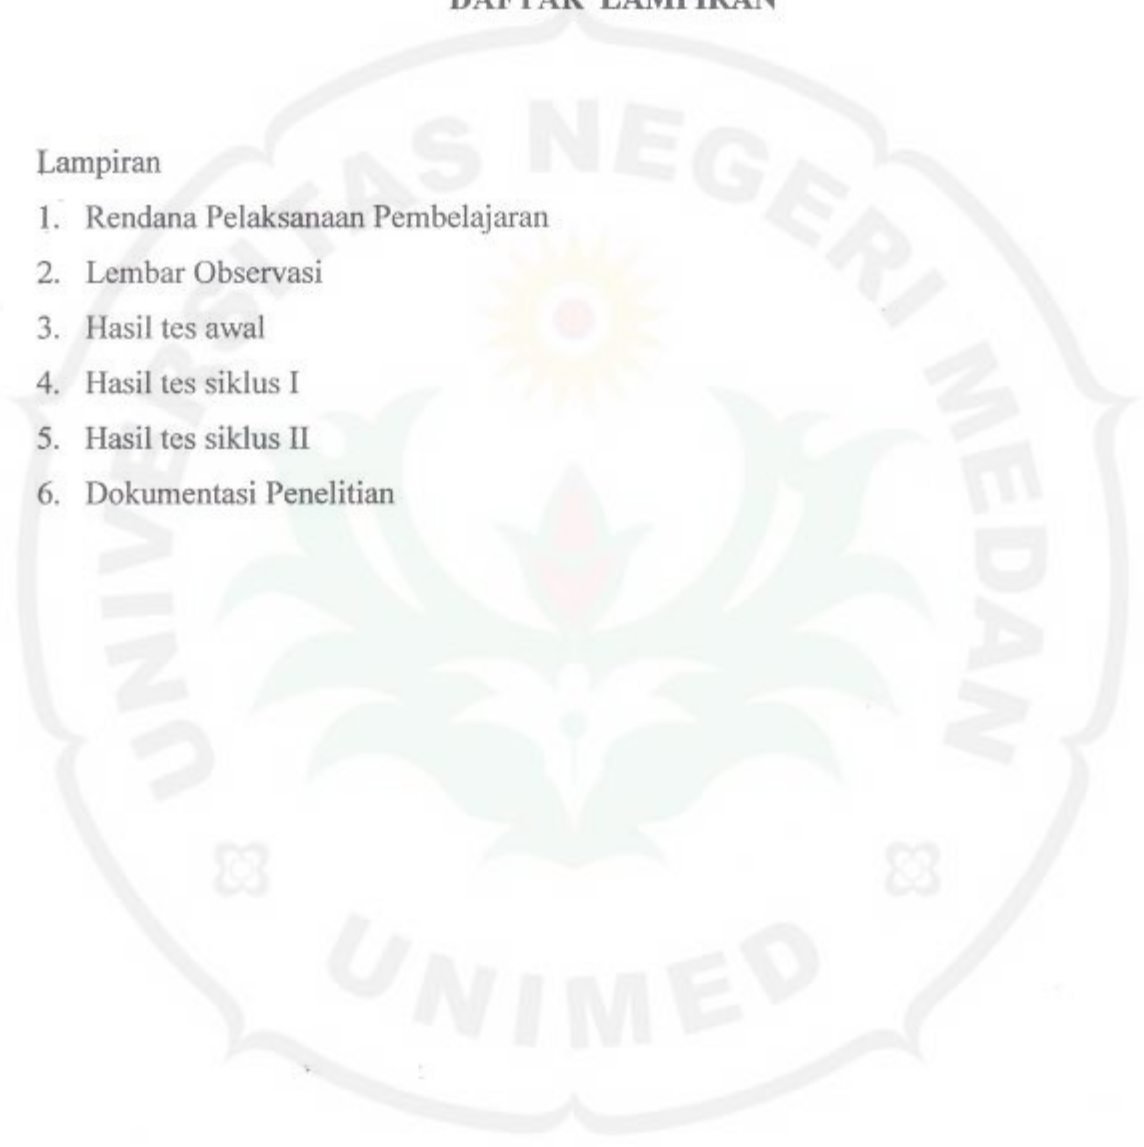 DAFTAR LAMPIRAN
UNIVERSITAS NEGERI MEDAN
Lampiran
1. Rendana Pelaksanaan Pembelajaran
2. Lembar Observasi
3. Hasil tes awal
4. Hasil tes siklus I
5. Hasil tes siklus II
6. Dokumentasi Penelitian
UNIMED